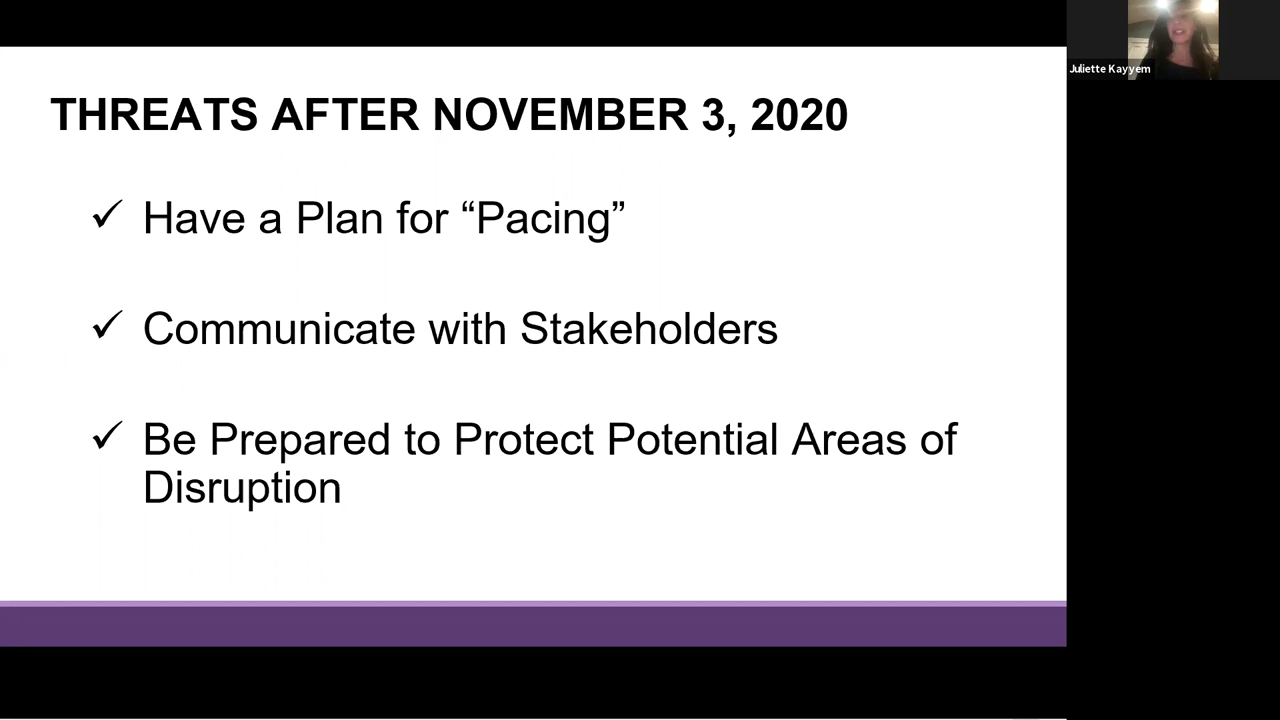 THREATS AFTER NOVEMBER 3, 2020
✓ Have a Plan for “Pacing”
✓ Communicate with Stakeholders
✓ Be Prepared to Protect Potential Areas of
Disruption
Juliette Kayyem